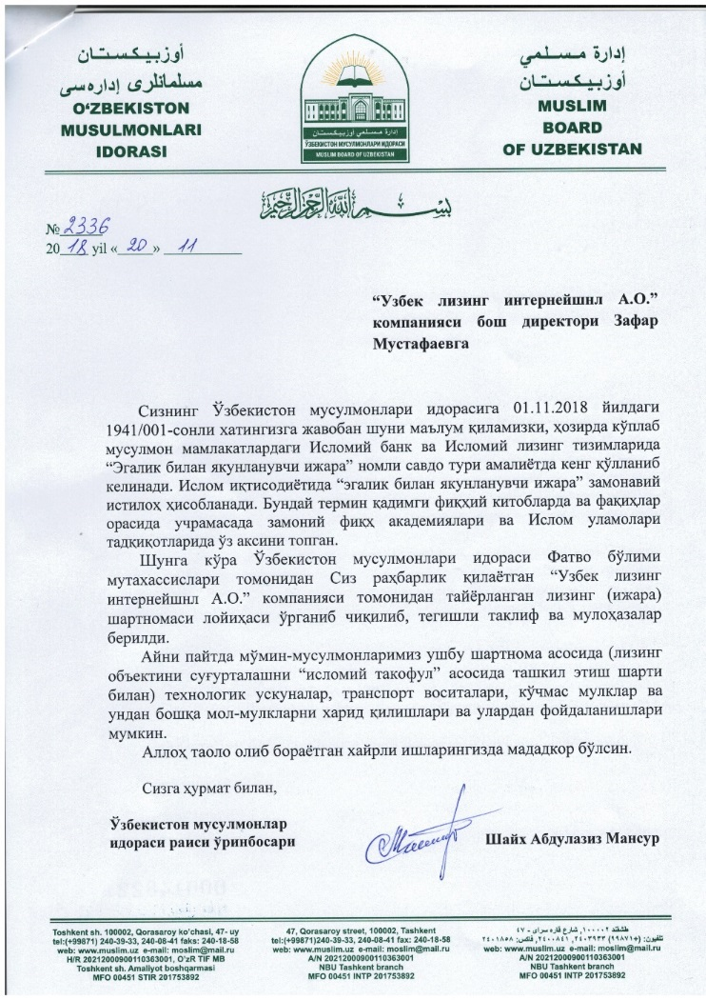 أوزبيكستان
مسلمانلرى إداره سى
O‘ZBEKISTON
MUSULMONLARI
IDORASI
إدارة مسلمي أوزبيكستان
ЎЗБЕКИСТОН МУСУЛМОНЛАРИ ИДОРАСИ
MUSLIM BOARD OF UZBEKISTAN
إدارة مسلمي
أوزبيكستان
MUSLIM
BOARD
OF UZBEKISTAN
بسم الله الرحمن الرحيم
№ 2336
20 18 yil « 20 » 11
“Узбек лизинг интернейшнл А.О.”
компанияси бош директори Зафар
Мустафаевга
Сизнинг Ўзбекистон мусулмонлари идорасига 01.11.2018 йилдаги
1941/001-сонли хатингизга жавобан шуни маълум қиламизки, ҳозирда кўплаб
мусулмон мамлакатлардаги Исломий банк ва Исломий лизинг тизимларида
“Эгалик билан якунланувчи ижара” номли савдо тури амалиётда кенг қўлланиб
келинади. Ислом иқтисодиётида “эгалик билан якунланувчи ижара” замонавий
истилоҳ ҳисобланади. Бундай термин қадимги фиқҳий китобларда ва фақиҳлар
орасида учрамасада замоний фикҳ академиялари ва Ислом уламолари
тадқиқотларида ўз аксини топган.
Шунга кўра Ўзбекистон мусулмонлари идораси Фатво бўлими
мутахассислари томонидан Сиз раҳбарлик қилаётган “Узбек лизинг
интернейшнл А.О.” компанияси томонидан тайёрланган лизинг (ижара)
шартномаси лойиҳаси ўрганиб чиқилиб, тегишли таклиф ва мулоҳазалар
берилди.
Айни пайтда мўмин-мусулмонларимиз ушбу шартнома асосида (лизинг
объектини суғурталашни “исломий такофул” асосида ташкил этиш шарти
билан) технологик ускуналар, транспорт воситалари, кўчмас мулклар ва
ундан бошқа мол-мулкларни харид қилишлари ва улардан фойдаланишлари
мумкин.
Аллоҳ таоло олиб бораётган хайрли ишларингизда мададкор бўлсин.
Сизга ҳурмат билан,
Ўзбекистон мусулмонлар
идораси раиси ўринбосари
Шайх Абдулазиз Мансур
Toshkent sh. 100002, Qorasaroy ko‘chasi, 47- uy
tel:(+99871) 240-39-33, 240-08-41 faks: 240-18-58
web: www.muslim.uz e-mail: moslim@mail.ru
H/R 20212000900110363001, O‘zR TIF MB
Toshkent sh. Amaliyot boshqarmasi
MFO 00451 STIR 201753892
47, Qorasaroy street, 100002, Tashkent
tel:(+99871)240-39-33, 240-08-41 fax: 240-18-58
web: www.muslim.uz e-mail: moslim@mail.ru
A/N 20212000900110363001
NBU Tashkent branch
MFO 00451 INTP 201753892
طشقند ١٠٠٠٠٢, شارع قاره سراى - ٤٧
تلفيون: (+٩٩٨٧١) ٢٤٠٣٩٣٣, ٢٤٠٠٨٤١, فاكس: ٢٤٠١٨٥٨
web: www.muslim.uz e-mail: moslim@mail.ru
A/N 20212000900110363001
NBU Tashkent branch
MFO 00451 INTP 201753892